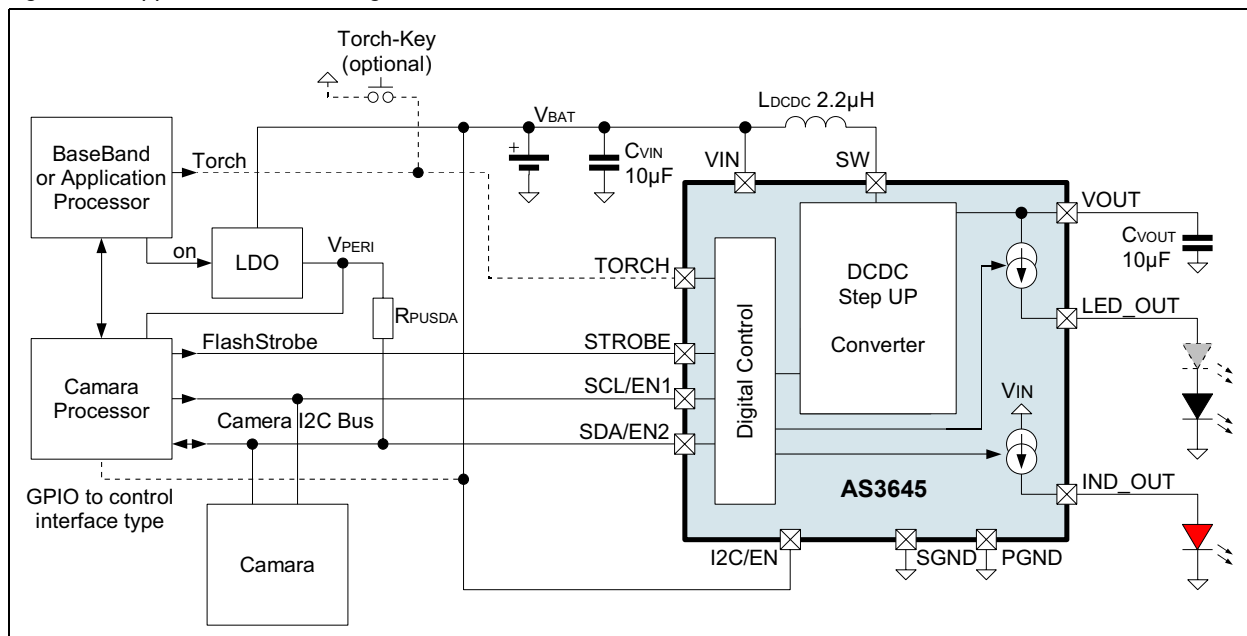 Torch-Key
(optional)
LDCDC 2.2µH
VBAT
CVIN
10µF
VIN
SW
BaseBand
or Application
Processor
Torch
on
LDO
VPERI
RPUSDA
TORCH
DCDC
Step UP
Converter
VOUT
CVOUT
10µF
LED_OUT
FlashStrobe
STROBE
Camara
Processor
SCL/EN1
Camera I2C Bus
SDA/EN2
Digital Control
VIN
AS3645
IND_OUT
GPIO to control
interface type
Camara
I2C/EN
SGND
PGND
+